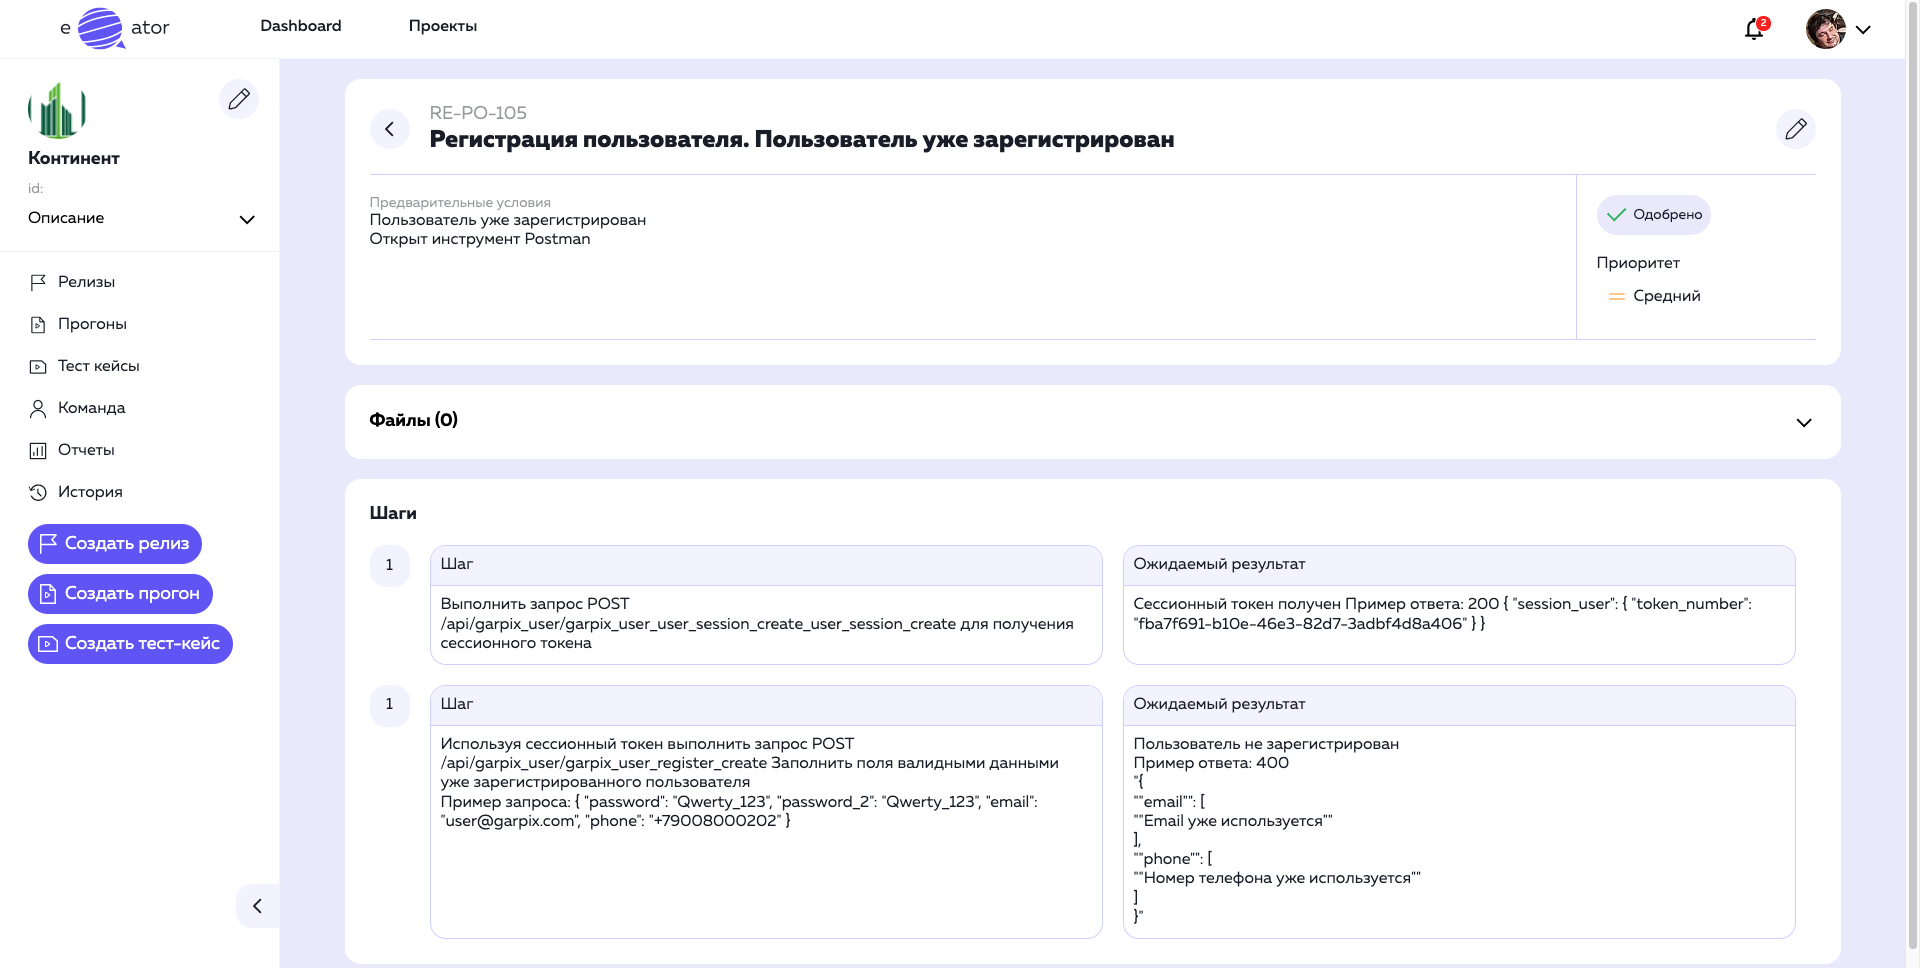 e ator
Dashboard
Проекты
2
Континент
id:
Описание
Релизы
Прогоны
Тест кейсы
Команда
Отчеты
История
Создать релиз
Создать прогон
Создать тест-кейс
RE-PO-105
Регистрация пользователя. Пользователь уже зарегистрирован
Предварительные условия
Пользователь уже зарегистрирован
Открыт инструмент Postman
Одобрено
Приоритет
Средний
Файлы (0)
Шаги
1
Шаг
Выполнить запрос POST
/api/garpix_user/garpix_user_user_session_create_user_session_create для получения
сессионного токена
Ожидаемый результат
Сессионный токен получен Пример ответа: 200 { "session_user": { "token_number":
"fba7f691-b10e-46e3-82d7-3adbf4d8a406" } }
1
Шаг
Используя сессионный токен выполнить запрос POST
/api/garpix_user/garpix_user_register_create Заполнить поля валидными данными
уже зарегистрированного пользователя
Пример запроса: { "password": "Qwerty_123", "password_2": "Qwerty_123", "email":
"user@garpix.com", "phone": "+79008000202" }
Ожидаемый результат
Пользователь не зарегистрирован
Пример ответа: 400
"{
""email"": [
""Email уже используется""
],
""phone"": [
""Номер телефона уже используется""
]
}"